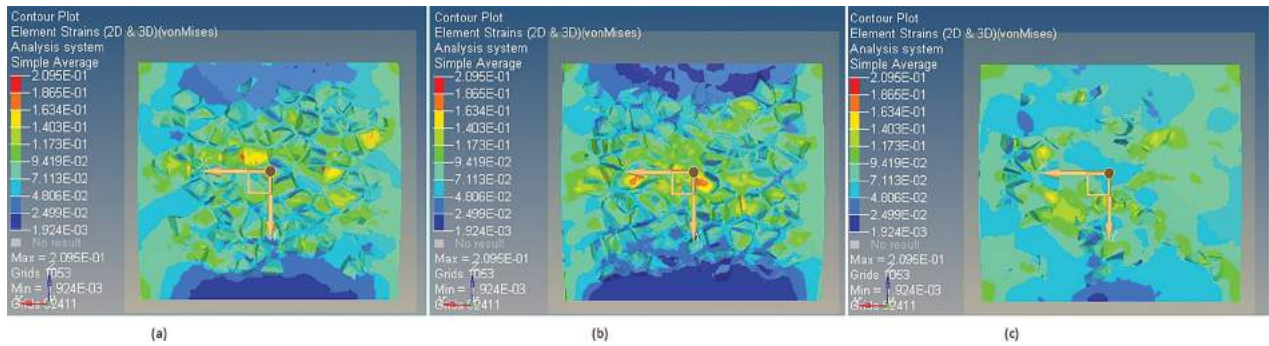 Contour Plot
Element Strains (2D & 3D)(vonMises)
Analysis system
Simple Average
2.095E-01
1.865E-01
1.634E-01
1.403E-01
1.173E-01
9.419E-02
7.113E-02
4.806E-02
2.499E-02
1.924E-03
No result
Max = 2.095E-01
Grids 1053
Min = 1.924E-03
(a)
Contour Plot
Element Strains (2D & 3D)(vonMises)
Analysis system
Simple Average
2.095E-01
1.865E-01
1.634E-01
1.403E-01
1.173E-01
9.419E-02
7.113E-02
4.806E-02
2.499E-02
1.924E-03
No result
Max = 2.095E-01
Grids 1053
Min = 1.924E-03
(b)
Contour Plot
Element Strains (2D & 3D)(vonMises)
Analysis system
Simple Average
2.095E-01
1.865E-01
1.634E-01
1.403E-01
1.173E-01
9.419E-02
7.113E-02
4.806E-02
2.499E-02
1.924E-03
No result
Max = 2.095E-01
Grids 1053
Min = 1.924E-03
(c)